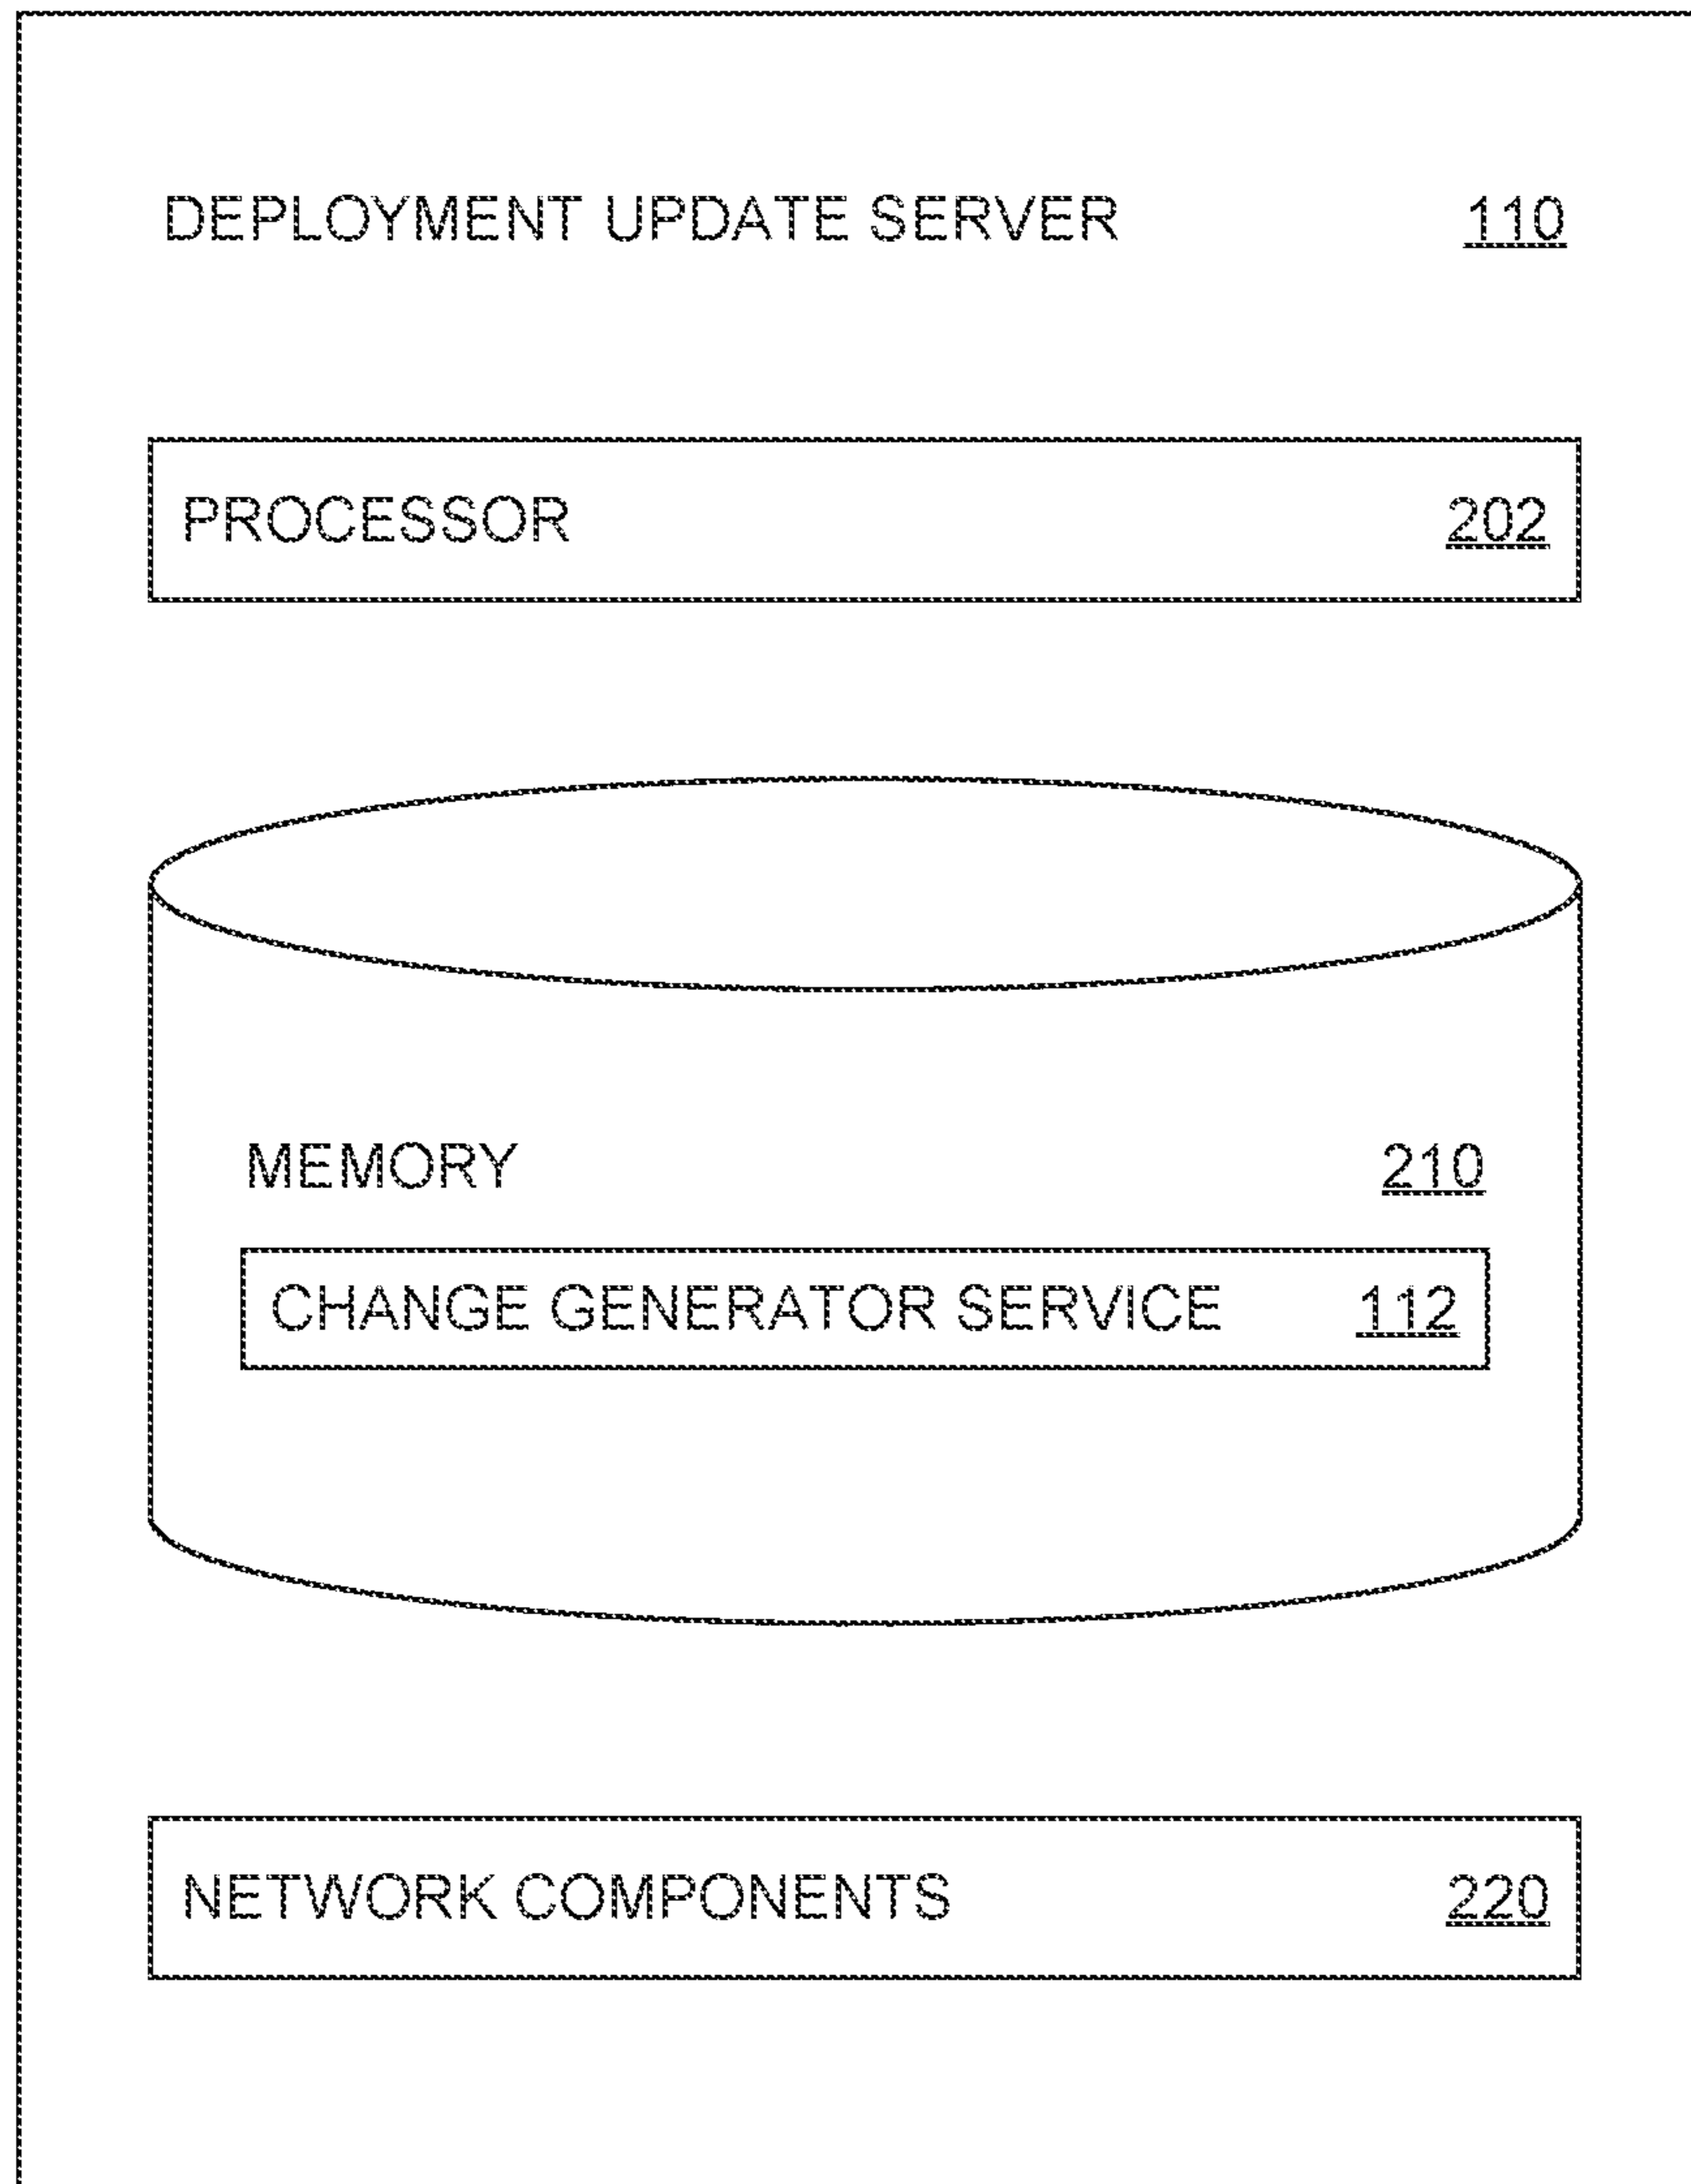 DEPLOYMENT UPDATE SERVER 110
PROCESSOR 202
MEMORY 210
CHANGE GENERATOR SERVICE 112
NETWORK COMPONENTS 220